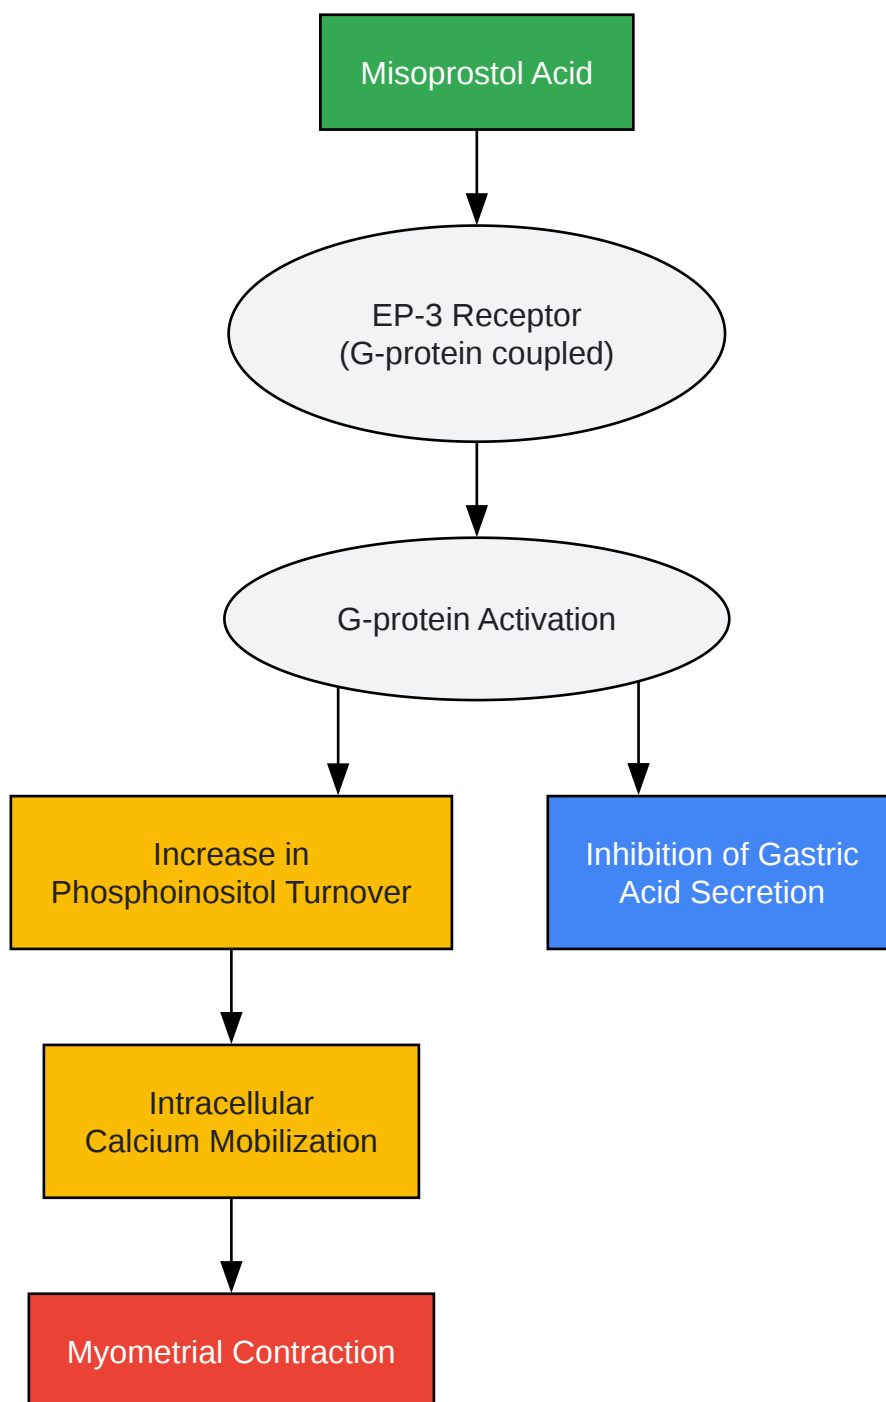 Misoprostol Acid
EP-3 Receptor
(G-protein coupled)
G-protein Activation
Increase in
Phosphoinositol Turnover
Inhibition of Gastric
Acid Secretion
Intracellular
Calcium Mobilization
Myometrial Contraction